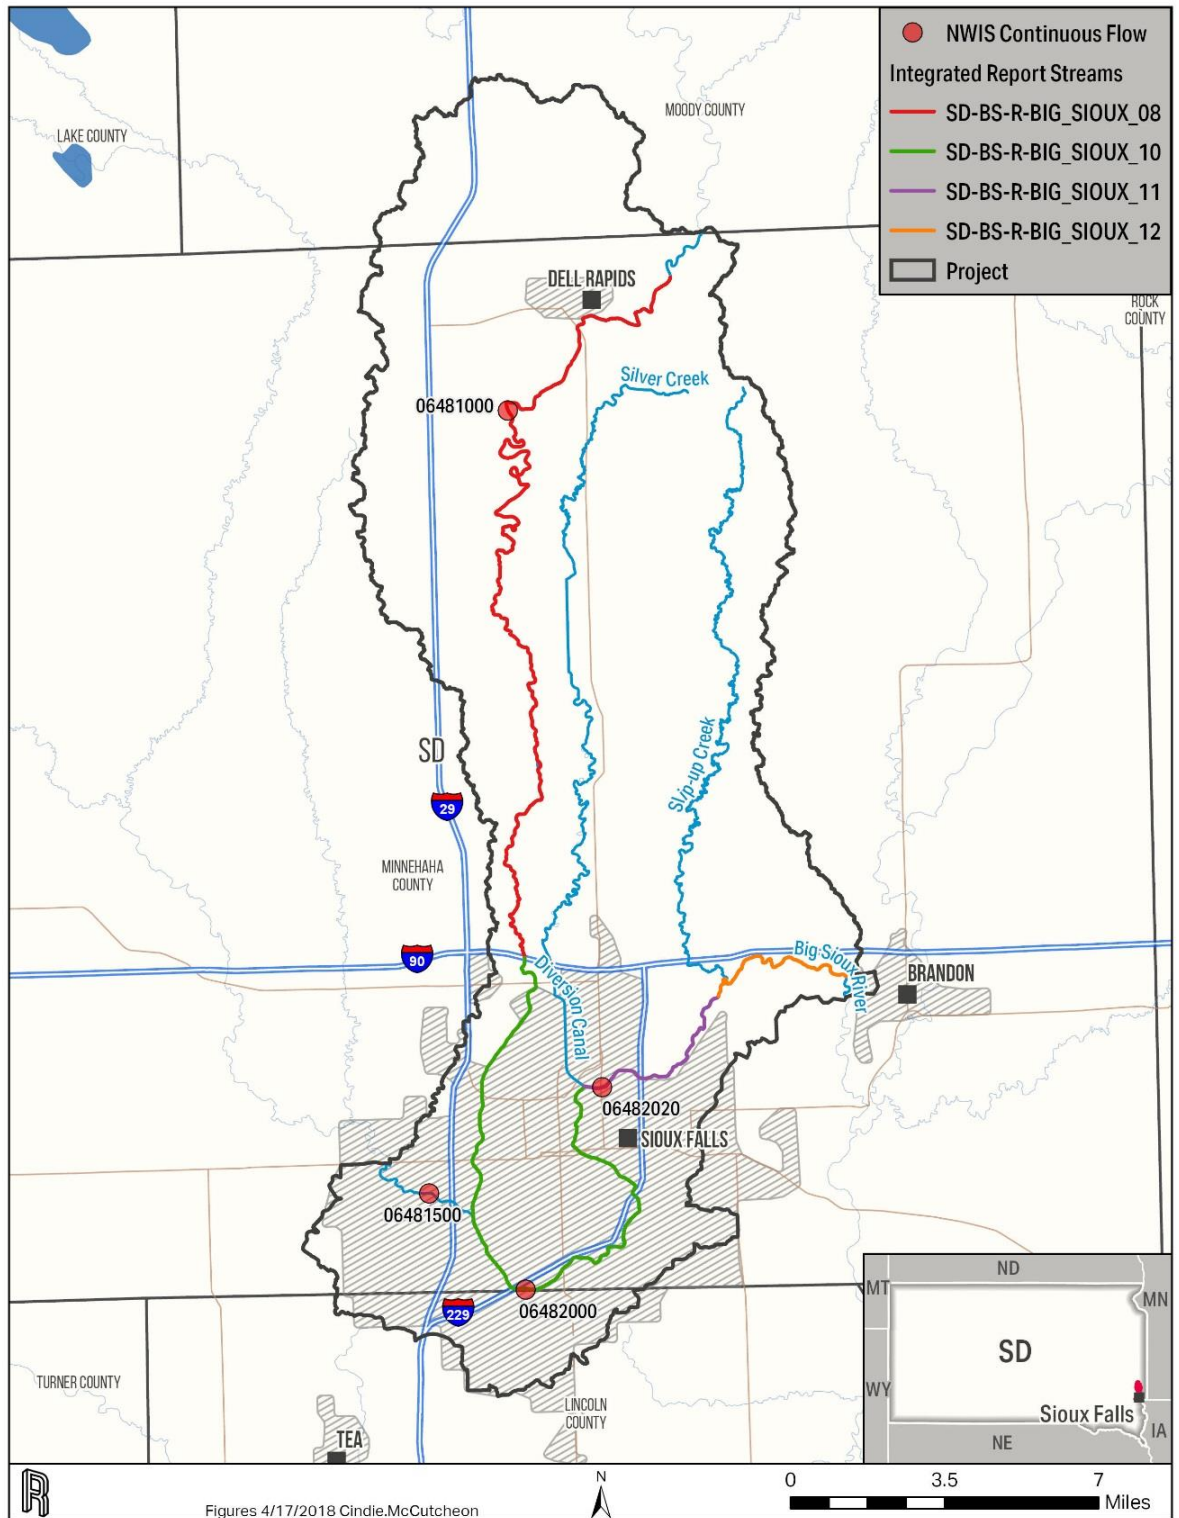 NWIS Continuous Flow
Integrated Report Streams
SD-BS-R-BIG_SIOUX_08
SD-BS-R-BIG_SIOUX_10
SD-BS-R-BIG_SIOUX_11
SD-BS-R-BIG_SIOUX_12
Project
MOODY COUNTY
LAKE COUNTY
DELL RAPIDS
ROCK
COUNTY
Silver Creek
06481000
Slip-up Creek
SD
29
MINNEHAHA
COUNTY
90
Diversion Canal
Big Sioux River
BRANDON
06482020
SIOUX FALLS
06481500
06482000
229
TURNER COUNTY
LINCOLN
COUNTY
TEA
ND
MT
MN
SD
WY
Sioux Falls
IA
NE
R
Figures 4/17/2018 Cindie.McCutcheon
N
0 3.5 7
Miles